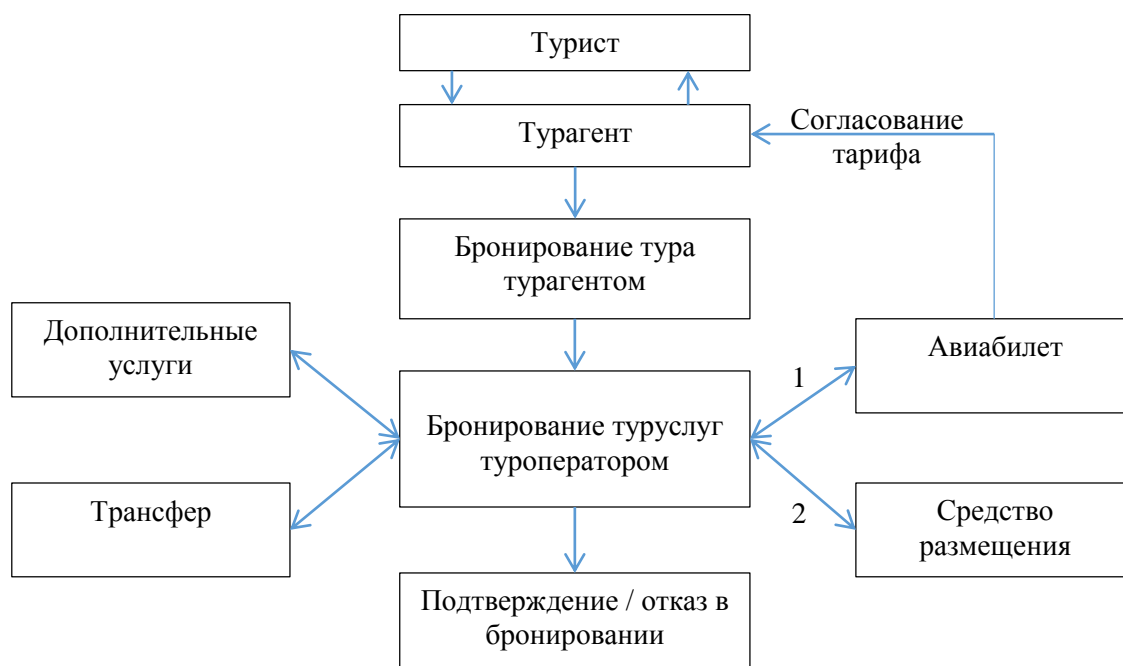 Турист
Турагент
Согласование
тарифа
Бронирование тура
турагентом
Дополнительные
услуги
Авиабилет
1
Бронирование туруслуг
туроператором
Трансфер
2
Средство
размещения
Подтверждение / отказ в
бронировании